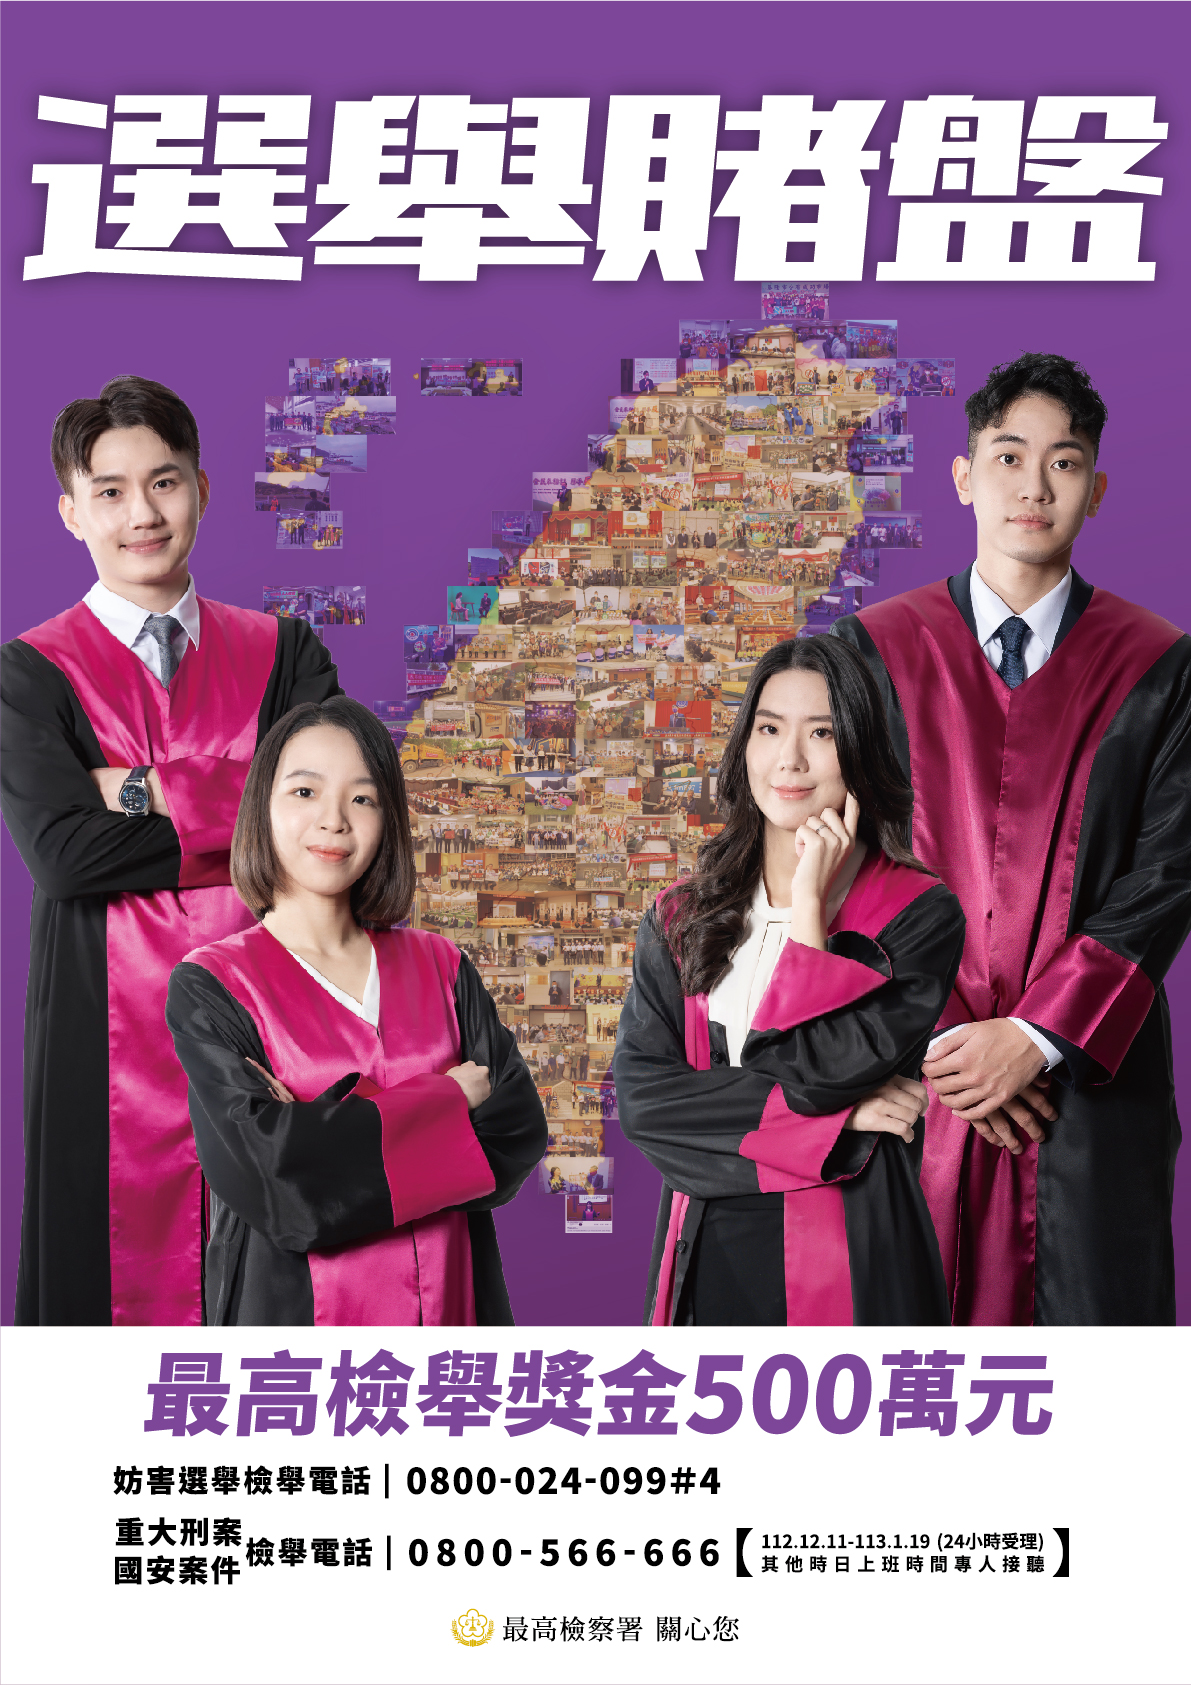 選舉賭盤
最高檢舉獎金500萬元
妨害選舉檢舉電話 | 0800-024-099#4
重大刑案
國安案件
檢舉電話 | 0800-566-666
【112.12.11-113.1.19 (24小時受理)
其他時日上班時間專人接聽】
最高檢察署 關心您